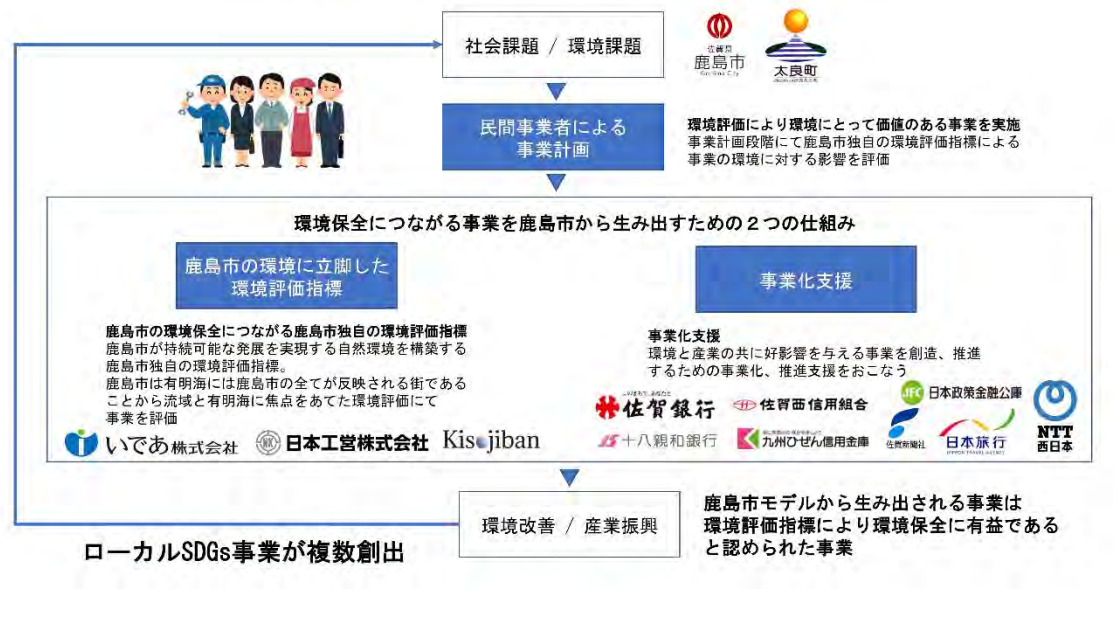 社会課題 / 環境課題
佐賀県
鹿島市
太良町
民間事業者による
事業計画
環境評価により環境にとって価値のある事業を実施
事業計画段階にて鹿島市独自の環境評価指標による
事業の環境に対する影響を評価
環境保全につながる事業を鹿島市から生み出すための2つの仕組み
鹿島市の環境に立脚した
環境評価指標
鹿島市の環境保全につながる鹿島市独自の環境評価指標
鹿島市が持続可能な発展を実現する自然環境を構築する
鹿島市独自の環境評価指標。
鹿島市は有明海には鹿島市の全てが反映される街である
ことから流域と有明海に焦点をあてた環境評価にて
事業を評価
いであ株式会社
NK
日本工営株式会社
Kisojiban
事業化支援
事業化支援
環境と産業の共に好影響を与える事業を創造、推進
するための事業化、推進支援をおこなう
佐賀銀行
佐賀西信用組合
JFC 日本政策金融公庫
十八親和銀行
九州ひぜん信用金庫
佐賀新聞社
日本旅行
NIPPON TRAVEL AGENCY
NTT
西日本
環境改善 / 産業振興
鹿島市モデルから生み出される事業は
環境評価指標により環境保全に有益である
と認められた事業
ローカルSDGs事業が複数創出